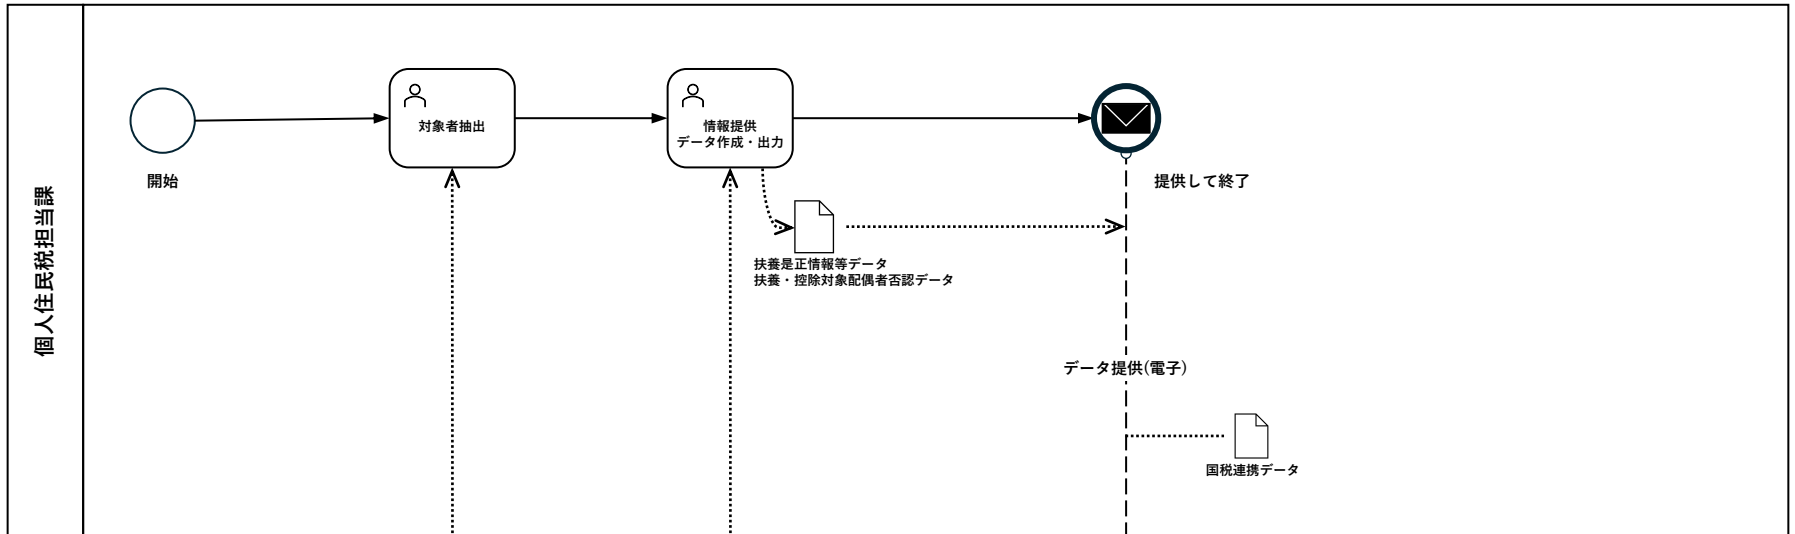 個人住民税担当課
開始
対象者抽出
情報提供
データ作成・出力
提供して終了
扶養是正情報等データ
扶養・控除対象配偶者否認データ
データ提供(電子)
国税連携データ